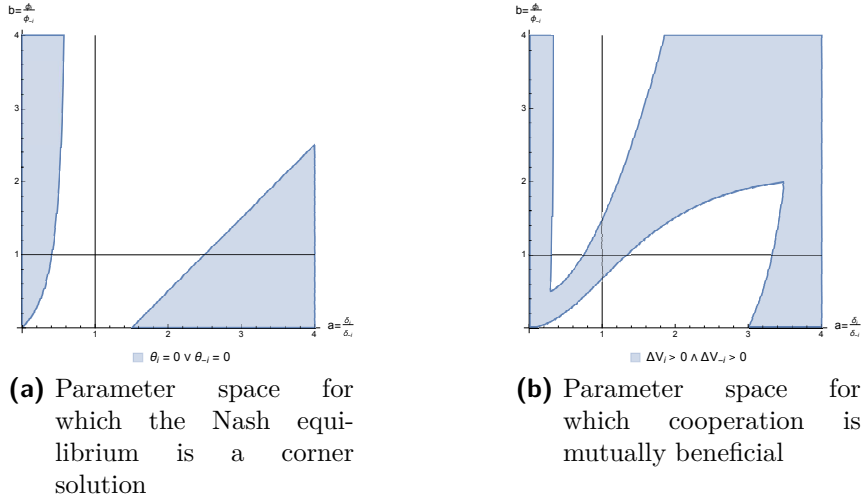 b=ϕᵢ/ϕ₋ᵢ
4
3
2
1
1
2
3
4
a=δᵢ/δ₋ᵢ
θᵢ = 0 ∨ θ₋ᵢ = 0
(a) Parameter space for
which the Nash equi-
librium is a corner
solution
b=ϕᵢ/ϕ₋ᵢ
4
3
2
1
0
0
1
2
3
4
a=δᵢ/δ₋ᵢ
ΔVᵢ > 0 ∧ ΔV₋ᵢ > 0
(b) Parameter space for
which cooperation is
mutually beneficial